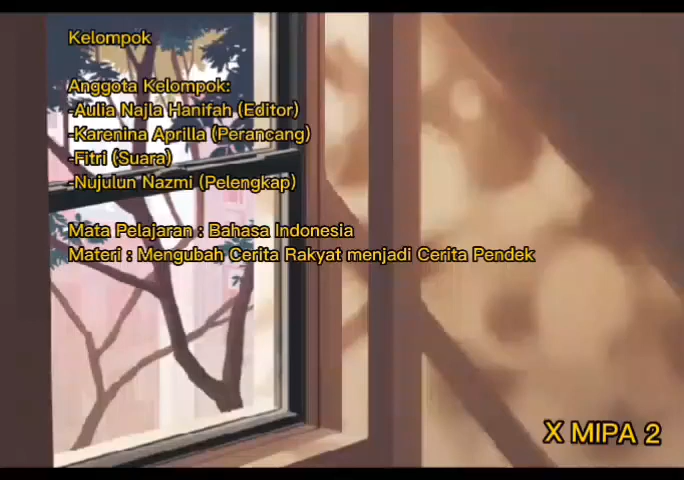 Kelompok
Anggota Kelompok:
-Aulia Najla Hanifah (Editor)
-Karenina Aprilla (Perancang)
-Fitri (Suara)
-Nujulun Nazmi (Pelengkap)
Mata Pelajaran : Bahasa Indonesia
Materi : Mengubah Cerita Rakyat menjadi Cerita Pendek
X MIPA 2